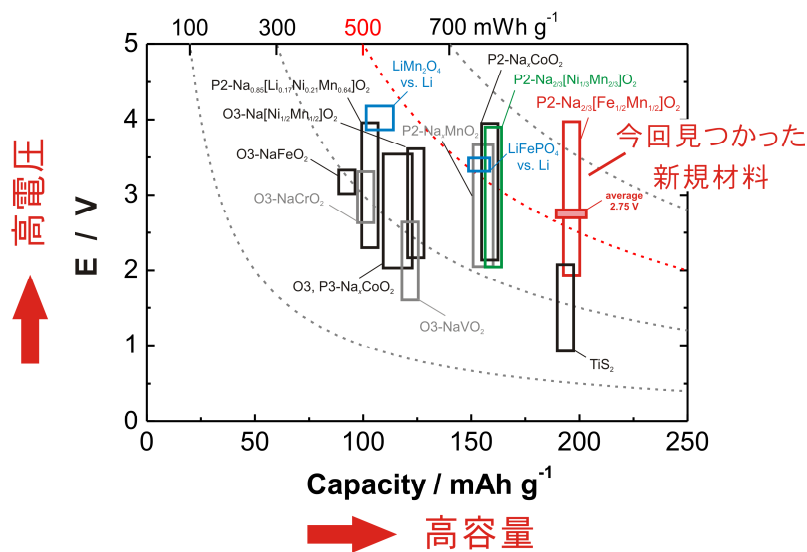 100 300 500 700 mWh g⁻¹
5
4
3
2
1
0
E / V
高電圧
LiMn₂O₄
vs. Li
P2-NaₓCoO₂
P2-Na₀.₈₅[Li₀.₁₇Ni₀.₂₁Mn₀.₆₄]O₂
P2-Na₂/₃[Ni₁/₃Mn₂/₃]O₂
O3-Na[Ni₁/₂Mn₁/₂]O₂
P2-Na₂/₃[Fe₁/₂Mn₁/₂]O₂
P2-NaₓMnO₂
今回見つかった
新規材料
O3-NaFeO₂
LiFePO₄
vs. Li
O3-NaCrO₂
average
2.75 V
O3, P3-NaₓCoO₂
O3-NaVO₂
TiS₂
0 50 100 150 200 250
Capacity / mAh g⁻¹
高容量